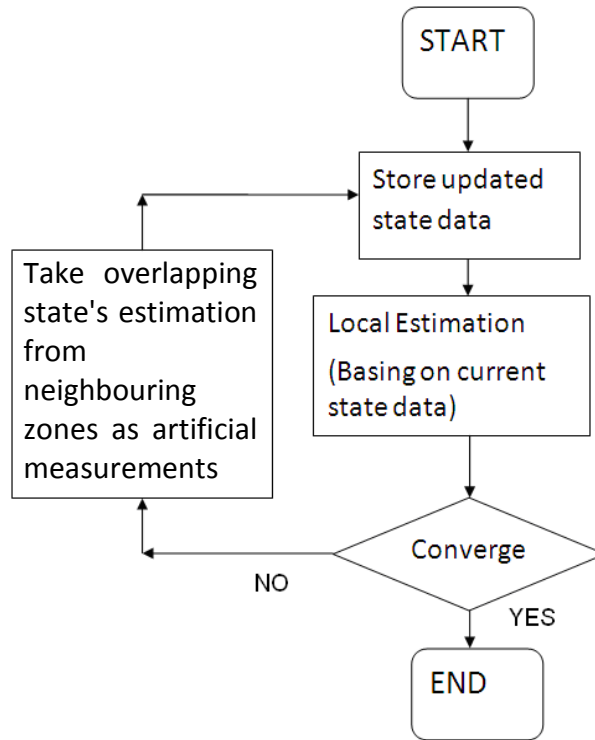 START
Store updated
state data
Take overlapping
state's estimation
from
neighbouring
zones as artificial
measurements
Local Estimation
(Basing on current
state data)
Converge
NO
YES
END